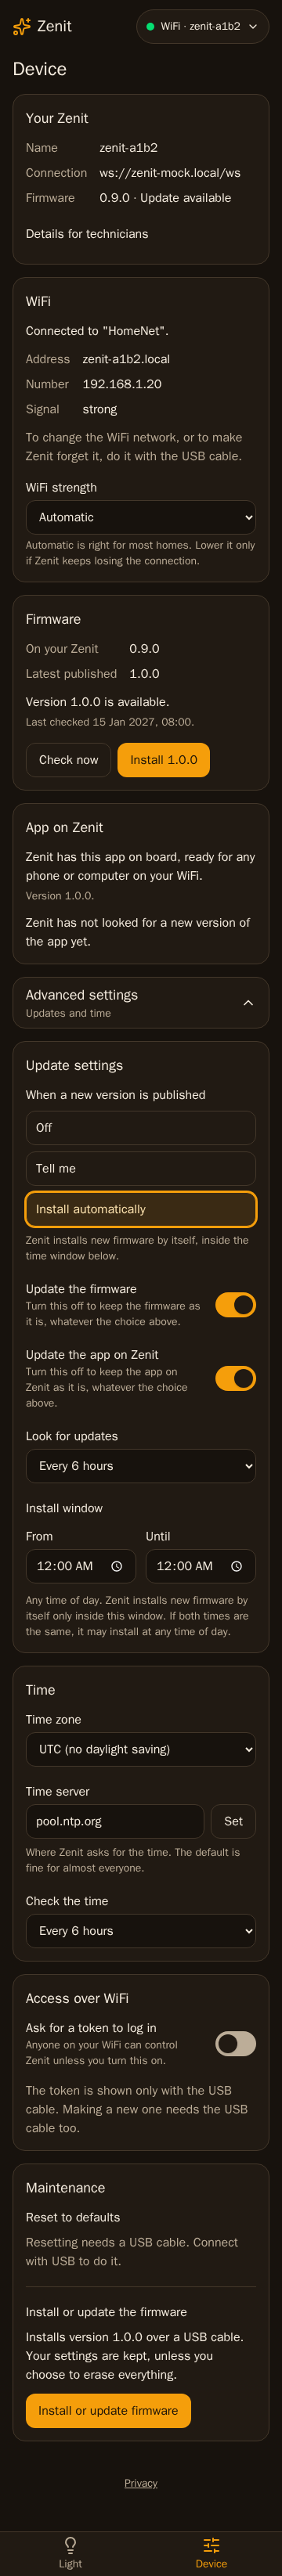 Zenit
WiFi · zenit-a1b2
Device
Your Zenit
Name zenit-a1b2
Connection ws://zenit-mock.local/ws
Firmware 0.9.0 · Update available
Details for technicians
WiFi
Connected to "HomeNet".
Address zenit-a1b2.local
Number 192.168.1.20
Signal strong
To change the WiFi network, or to make
Zenit forget it, do it with the USB cable.
WiFi strength
Automatic
Automatic is right for most homes. Lower it only
if Zenit keeps losing the connection.
Firmware
On your Zenit 0.9.0
Latest published 1.0.0
Version 1.0.0 is available.
Last checked 15 Jan 2027, 08:00.
Check now Install 1.0.0
App on Zenit
Zenit has this app on board, ready for any
phone or computer on your WiFi.
Version 1.0.0.
Zenit has not looked for a new version of
the app yet.
Advanced settings
Updates and time
Update settings
When a new version is published
Off
Tell me
Install automatically
Zenit installs new firmware by itself, inside the
time window below.
Update the firmware
Turn this off to keep the firmware as
it is, whatever the choice above.
Update the app on Zenit
Turn this off to keep the app on
Zenit as it is, whatever the choice
above.
Look for updates
Every 6 hours
Install window
From Until
12:00 AM 12:00 AM
Any time of day. Zenit installs new firmware by
itself only inside this window. If both times are
the same, it may install at any time of day.
Time
Time zone
UTC (no daylight saving)
Time server
pool.ntp.org Set
Where Zenit asks for the time. The default is
fine for almost everyone.
Check the time
Every 6 hours
Access over WiFi
Ask for a token to log in
Anyone on your WiFi can control
Zenit unless you turn this on.
The token is shown only with the USB
cable. Making a new one needs the USB
cable too.
Maintenance
Reset to defaults
Resetting needs a USB cable. Connect
with USB to do it.
Install or update the firmware
Installs version 1.0.0 over a USB cable.
Your settings are kept, unless you
choose to erase everything.
Install or update firmware
Privacy
Light Device